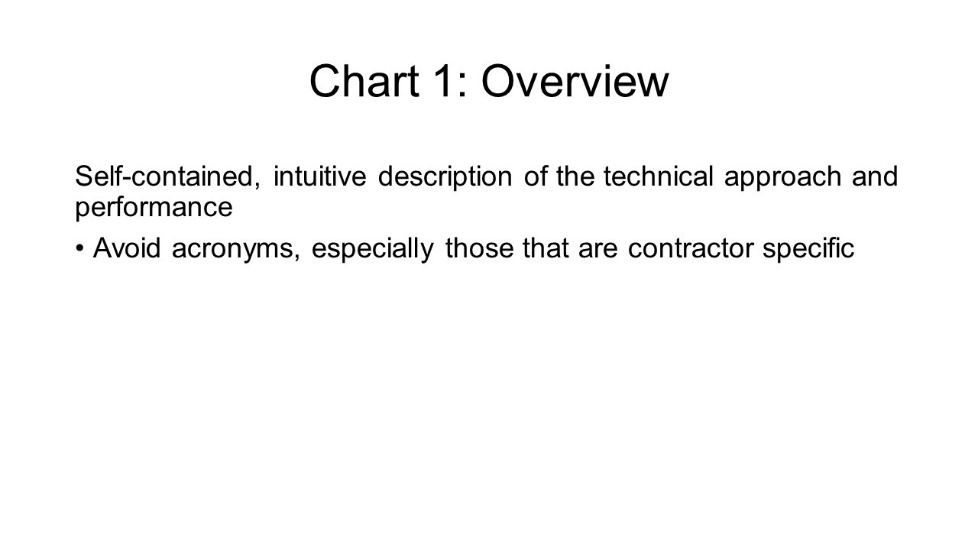 Chart 1: Overview
Self-contained, intuitive description of the technical approach and
performance
• Avoid acronyms, especially those that are contractor specific